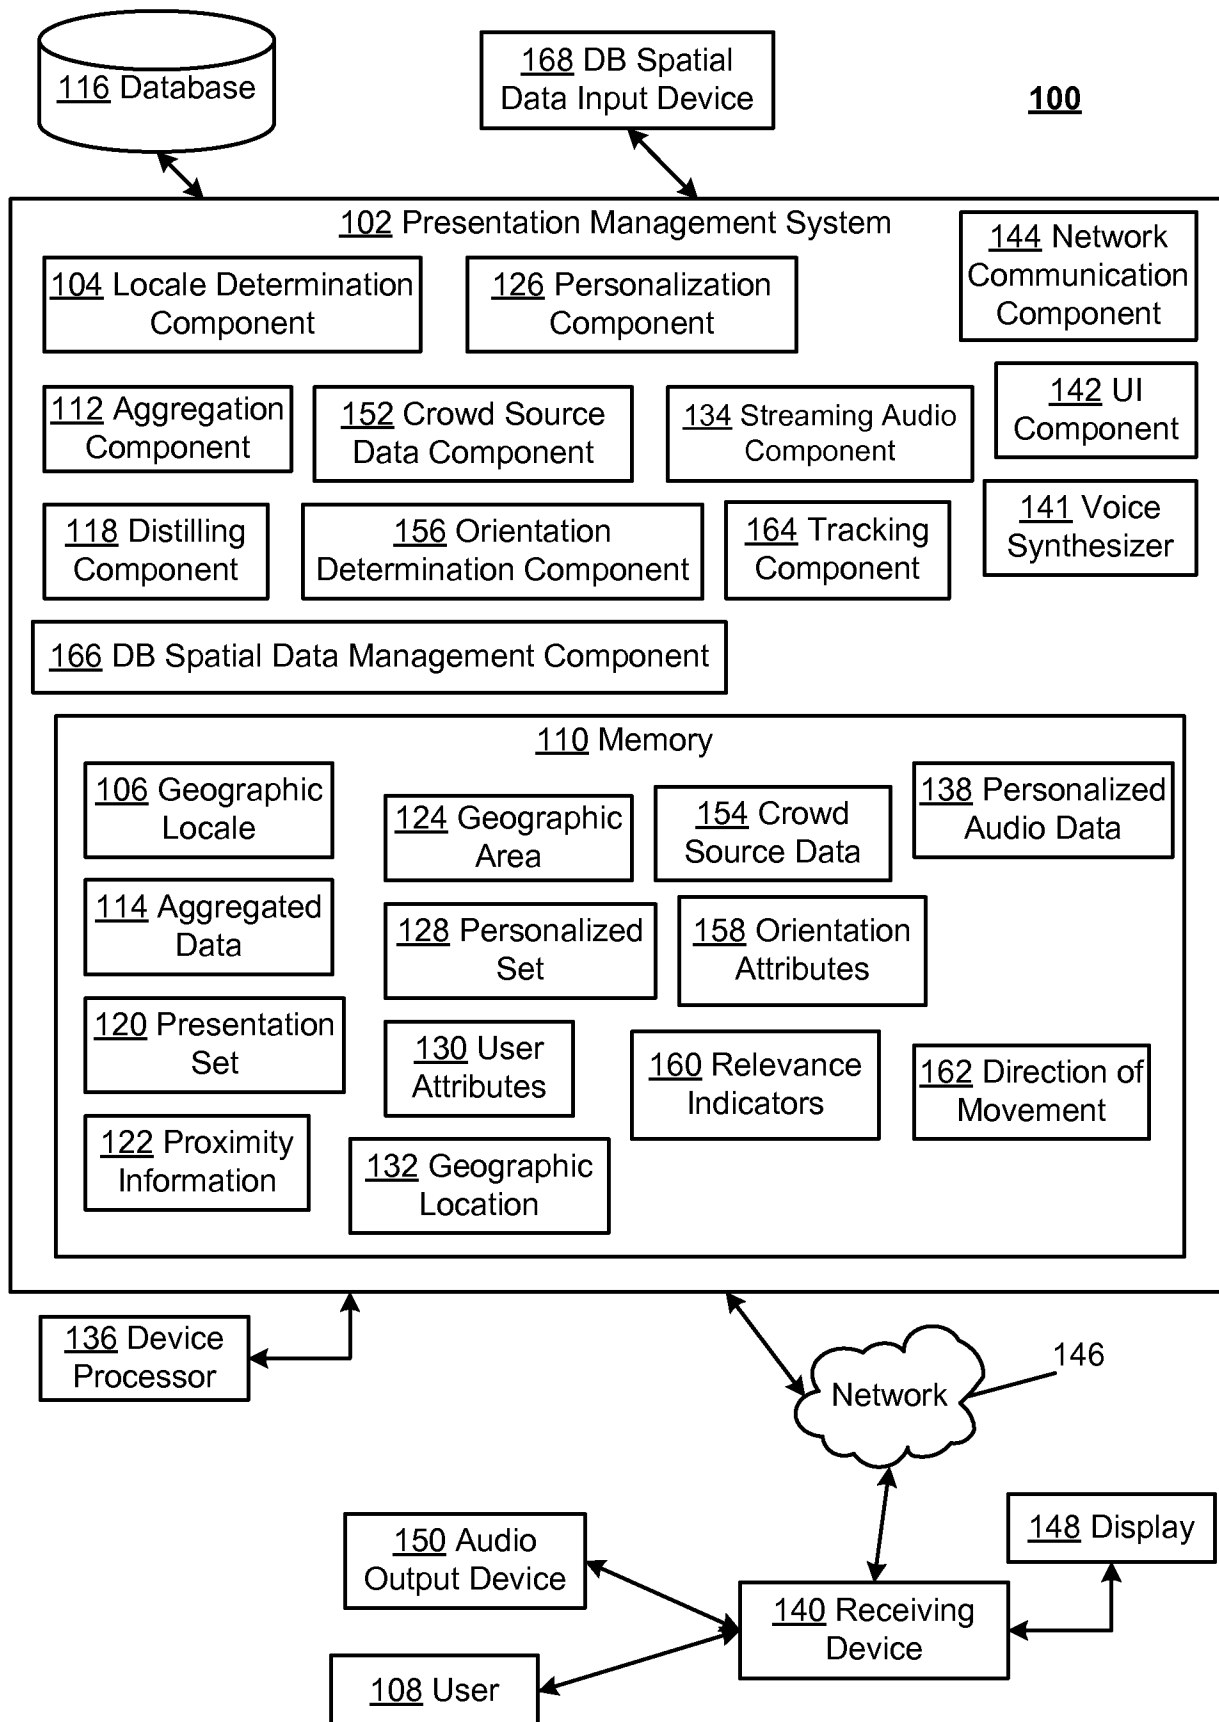 116 Database
168 DB Spatial
Data Input Device
100
102 Presentation Management System
104 Locale Determination
Component
126 Personalization
Component
144 Network
Communication
Component
112 Aggregation
Component
152 Crowd Source
Data Component
134 Streaming Audio
Component
142 UI
Component
118 Distilling
Component
156 Orientation
Determination Component
164 Tracking
Component
141 Voice
Synthesizer
166 DB Spatial Data Management Component
110 Memory
106 Geographic
Locale
124 Geographic
Area
154 Crowd
Source Data
138 Personalized
Audio Data
114 Aggregated
Data
128 Personalized
Set
158 Orientation
Attributes
120 Presentation
Set
130 User
Attributes
160 Relevance
Indicators
162 Direction of
Movement
122 Proximity
Information
132 Geographic
Location
136 Device
Processor
Network
146
150 Audio
Output Device
148 Display
140 Receiving
Device
108 User